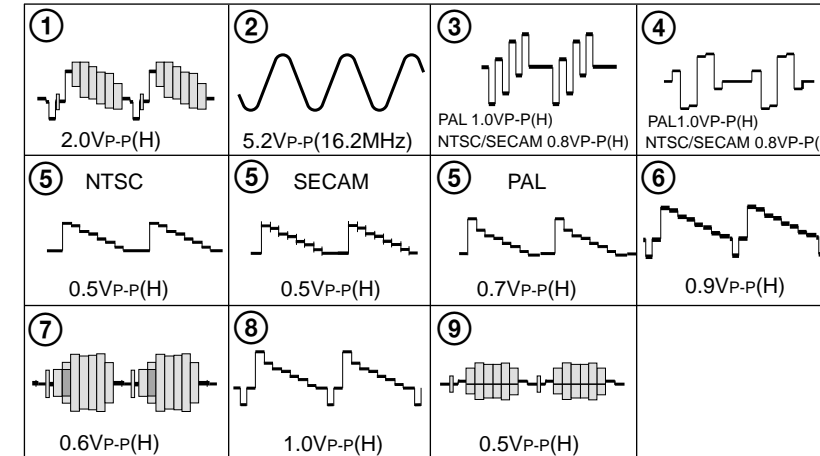 ① ② ③ ④
2.0VP-P(H)
5.2VP-P(16.2MHz)
PAL 1.0VP-P(H)
NTSC/SECAM 0.8VP-P(H)
PAL1.0VP-P(H)
NTSC/SECAM 0.8VP-P(
⑤ NTSC
⑤ SECAM
⑤ PAL
⑥
0.5VP-P(H)
0.5VP-P(H)
0.7VP-P(H)
0.9VP-P(H)
⑦ ⑧ ⑨
0.6VP-P(H)
1.0VP-P(H)
0.5VP-P(H)